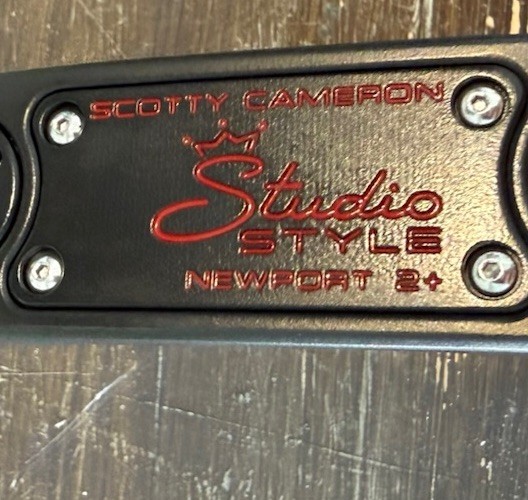 SCOTTY CAMERON
Studio
STYLE
NEWPORT 2+